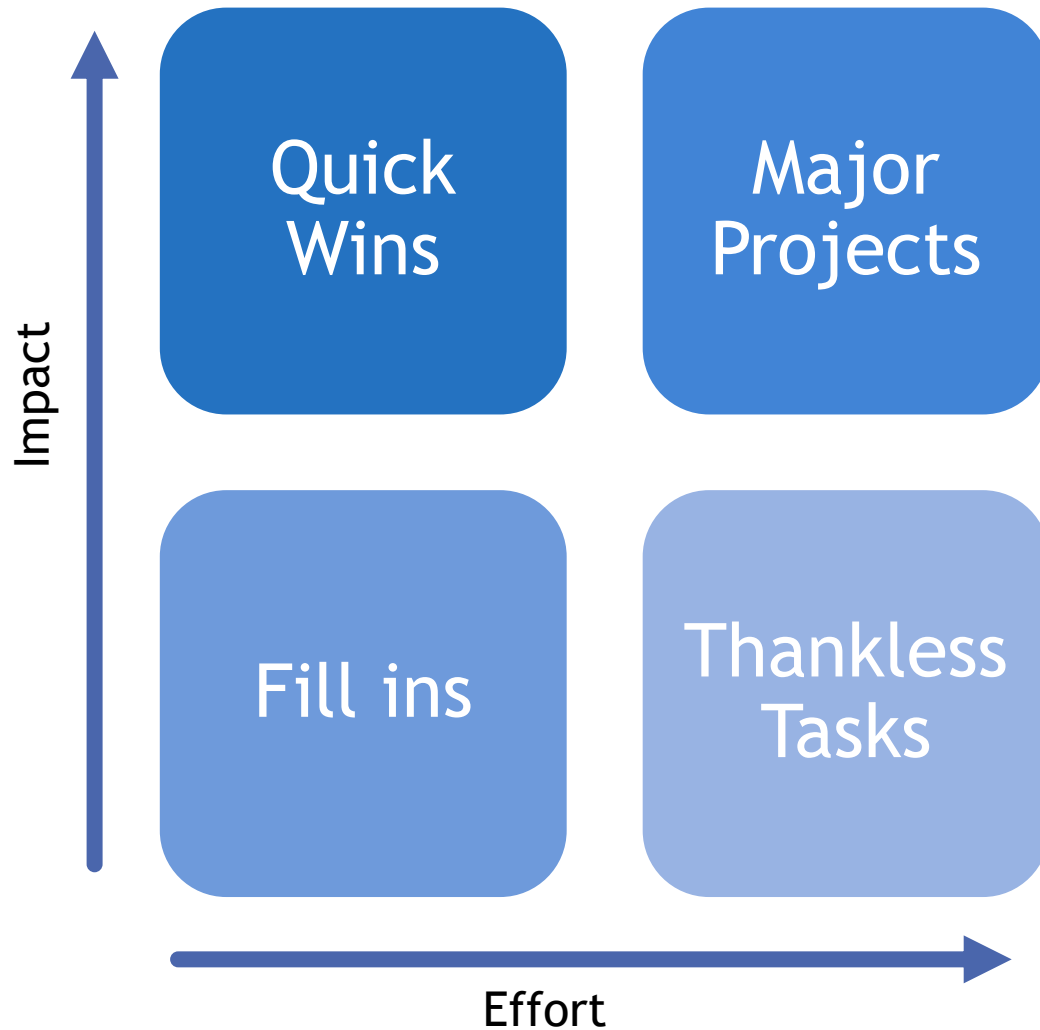 Quick
Wins
Major
Projects
Impact
Fill ins
Thankless
Tasks
Effort